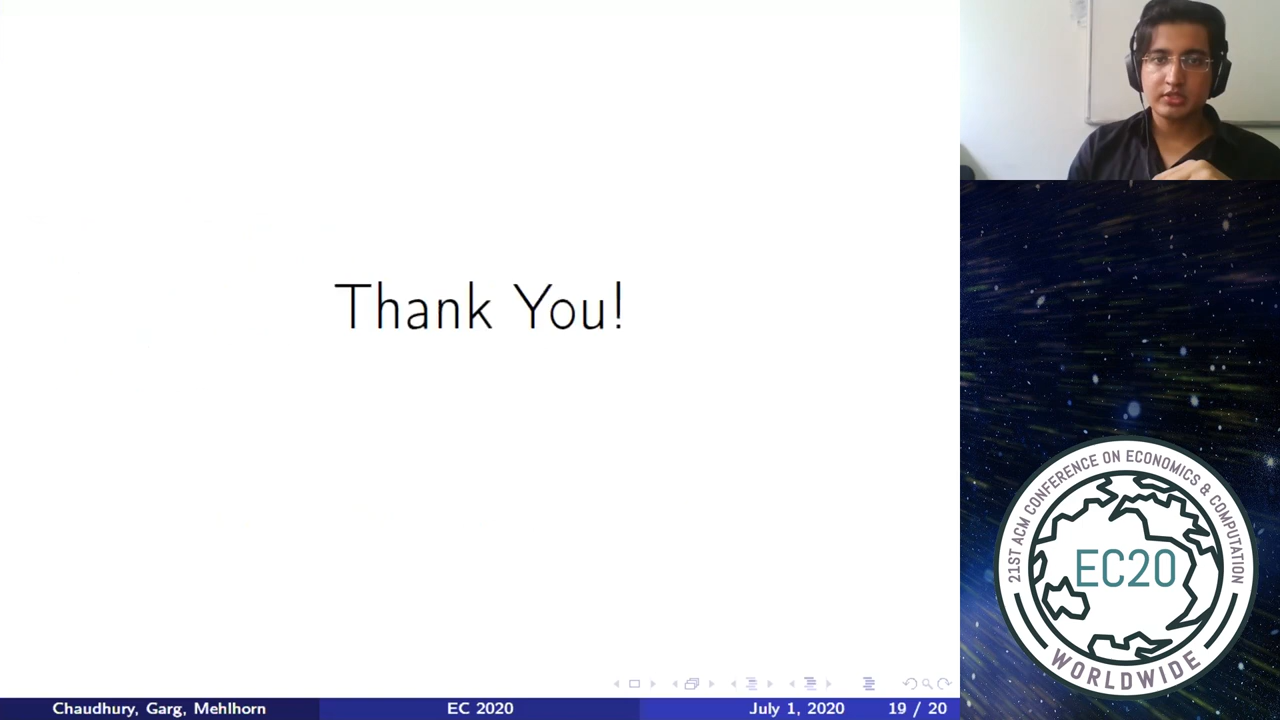 Thank You!
Chaudhury, Garg, Mehlhorn
EC 2020
July 1, 2020
19 / 20
21ST ACM CONFERENCE ON ECONOMICS & COMPUTATION
EC20
WORLDWIDE